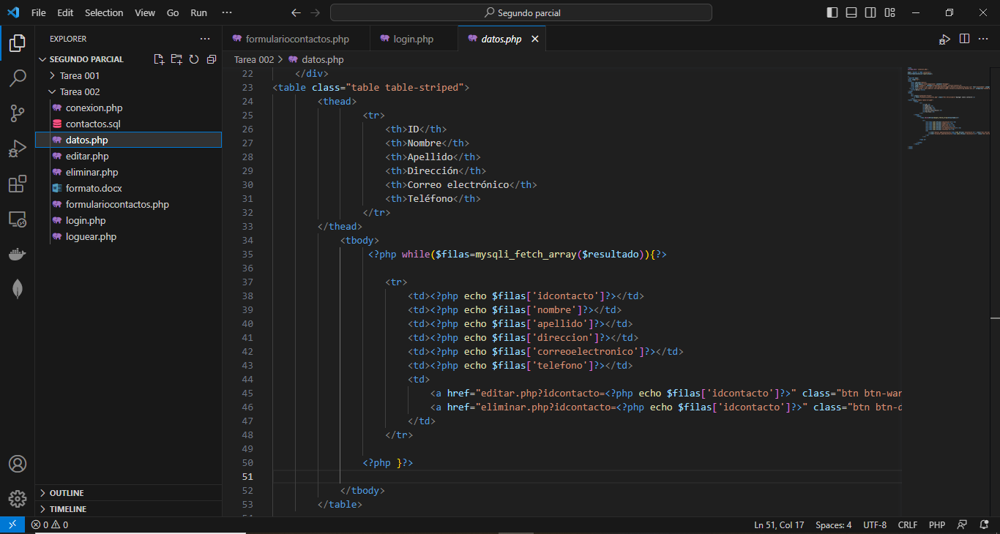 File Edit Selection View Go Run ···
Segundo parcial
EXPLORER ···
SEGUNDO PARCIAL
Tarea 001
Tarea 002
conexion.php
contactos.sql
datos.php
editar.php
eliminar.php
formato.docx
formulariocontactos.php
login.php
loguear.php
OUTLINE
TIMELINE
formulariocontactos.php login.php datos.php
Tarea 002 > datos.php
22 </div>
23 <table class="table table-striped">
24 <thead>
25 <tr>
26 <th>ID</th>
27 <th>Nombre</th>
28 <th>Apellido</th>
29 <th>Dirección</th>
30 <th>Correo electrónico</th>
31 <th>Teléfono</th>
32 </tr>
33 </thead>
34 <tbody>
35 <?php while($filas=mysqli_fetch_array($resultado)){?>
36
37 <tr>
38 <td><?php echo $filas['idcontacto']?></td>
39 <td><?php echo $filas['nombre']?></td>
40 <td><?php echo $filas['apellido']?></td>
41 <td><?php echo $filas['direccion']?></td>
42 <td><?php echo $filas['correoelectronico']?></td>
43 <td><?php echo $filas['telefono']?></td>
44 <td>
45 <a href="editar.php?idcontacto=<?php echo $filas['idcontacto']?>" class="btn btn-war
46 <a href="eliminar.php?idcontacto=<?php echo $filas['idcontacto']?>" class="btn btn-d
47 </td>
48 </tr>
49
50 <?php }?>
51
52 </tbody>
53 </table>
0 0
Ln 51, Col 17 Spaces: 4 UTF-8 CRLF PHP